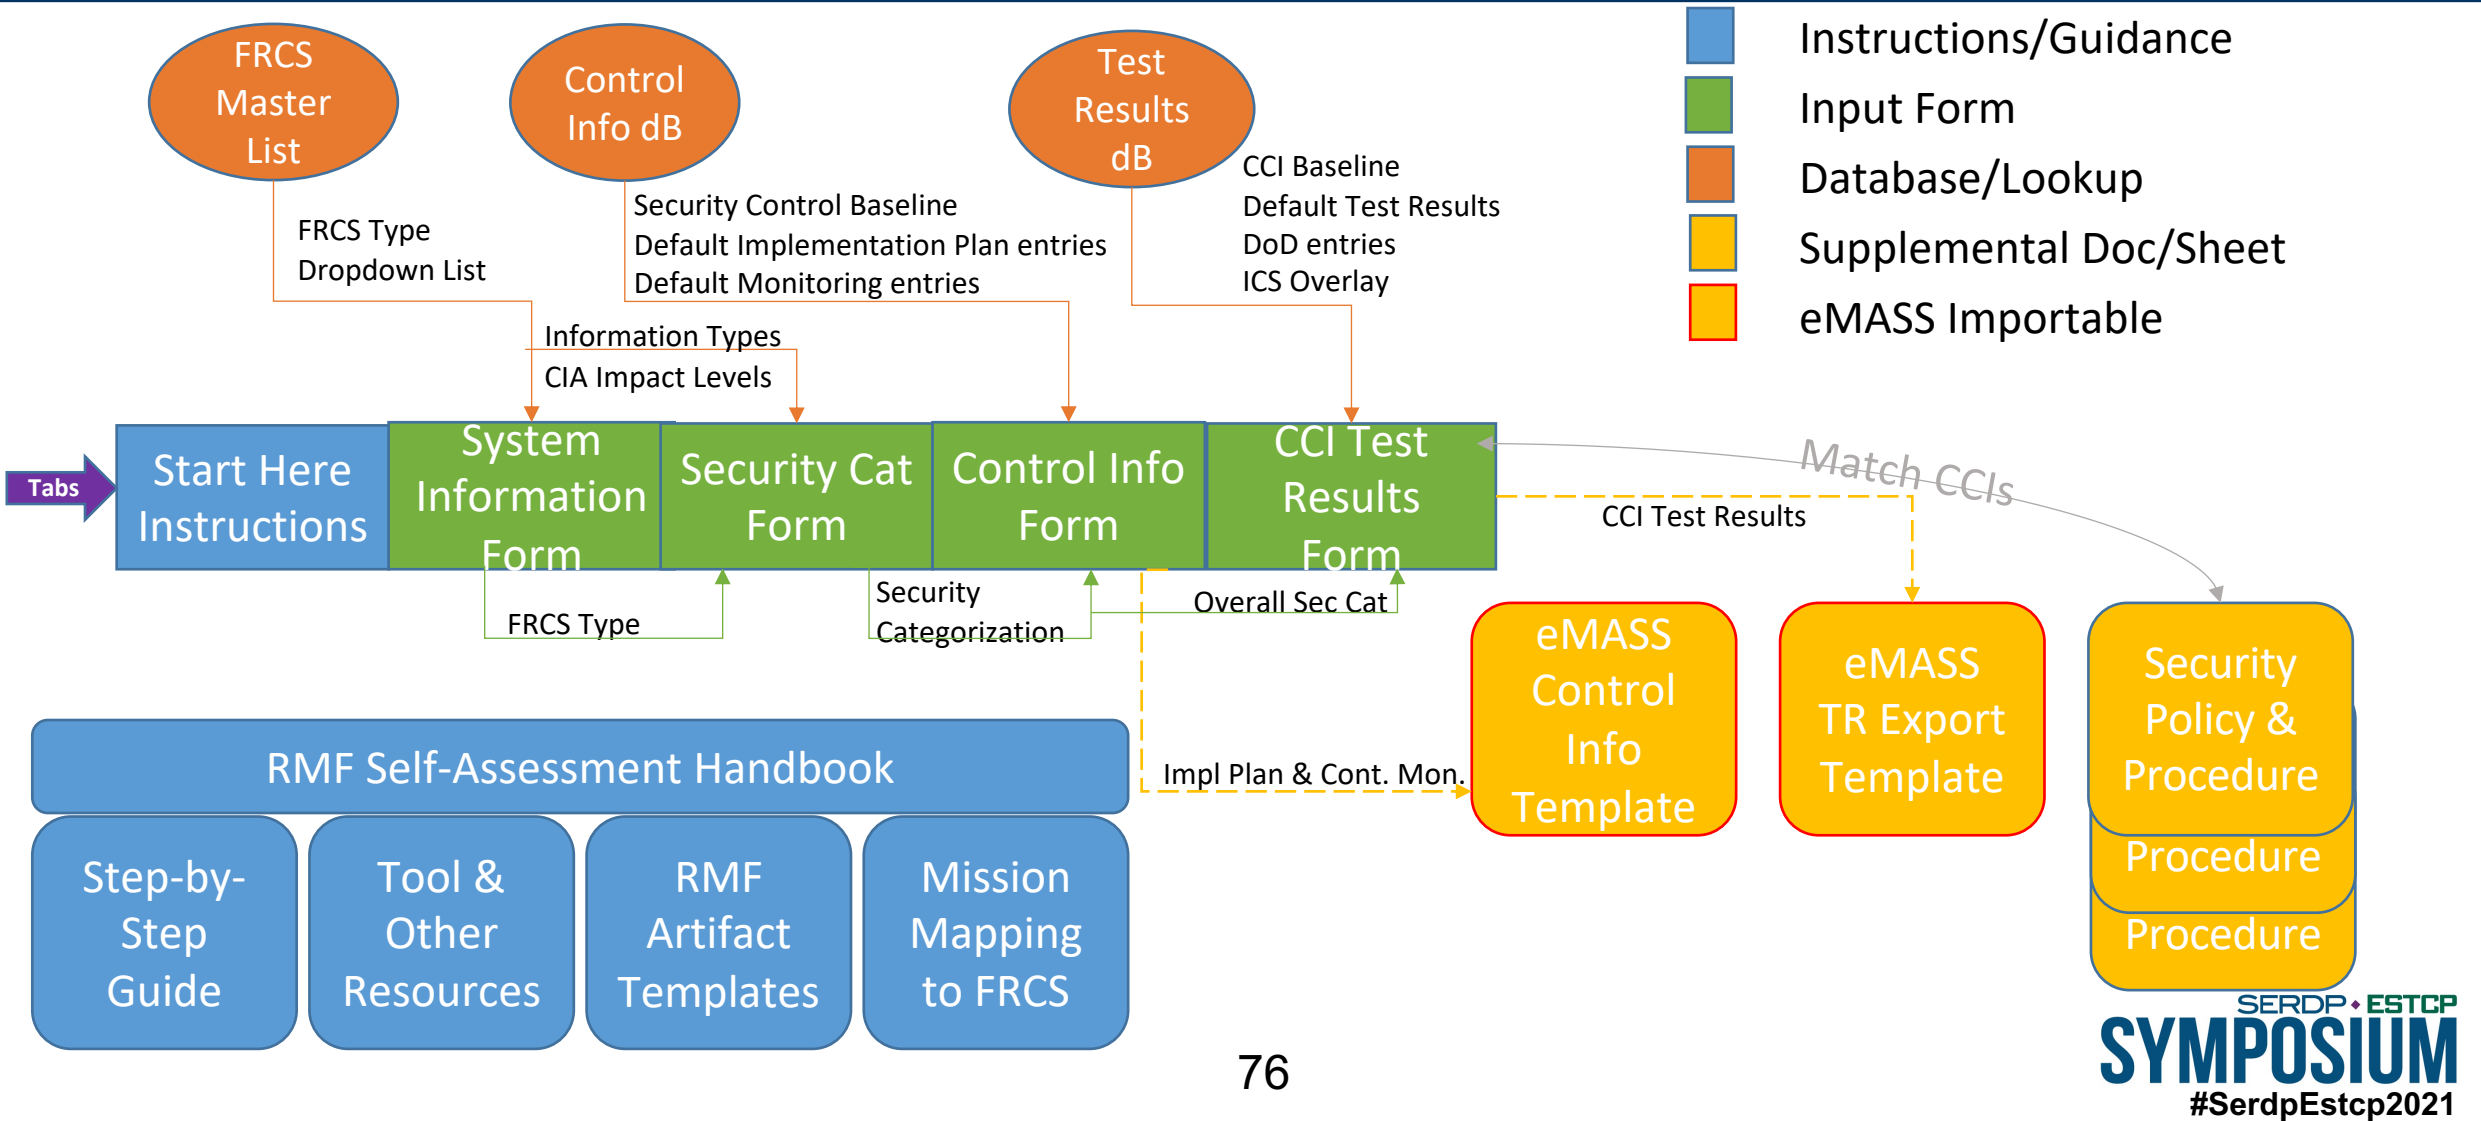 FRCS
Master
List
Control
Info dB
Test
Results
dB
Instructions/Guidance
Input Form
Database/Lookup
Supplemental Doc/Sheet
eMASS Importable
FRCS Type
Dropdown List
Security Control Baseline
Default Implementation Plan entries
Default Monitoring entries
CCI Baseline
Default Test Results
DoD entries
ICS Overlay
Information Types
CIA Impact Levels
Tabs
Start Here
Instructions
System
Information
Form
Security Cat
Form
Control Info
Form
CCI Test
Results
Form
Match CCIs
CCI Test Results
FRCS Type
Security
Categorization
Overall Sec Cat
Impl Plan & Cont. Mon.
eMASS
Control
Info
Template
eMASS
TR Export
Template
Security
Policy &
Procedure
Procedure
Procedure
RMF Self-Assessment Handbook
Step-by-
Step
Guide
Tool &
Other
Resources
RMF
Artifact
Templates
Mission
Mapping
to FRCS
76
SERDP • ESTCP
SYMPOSIUM
#SerdpEstcp2021